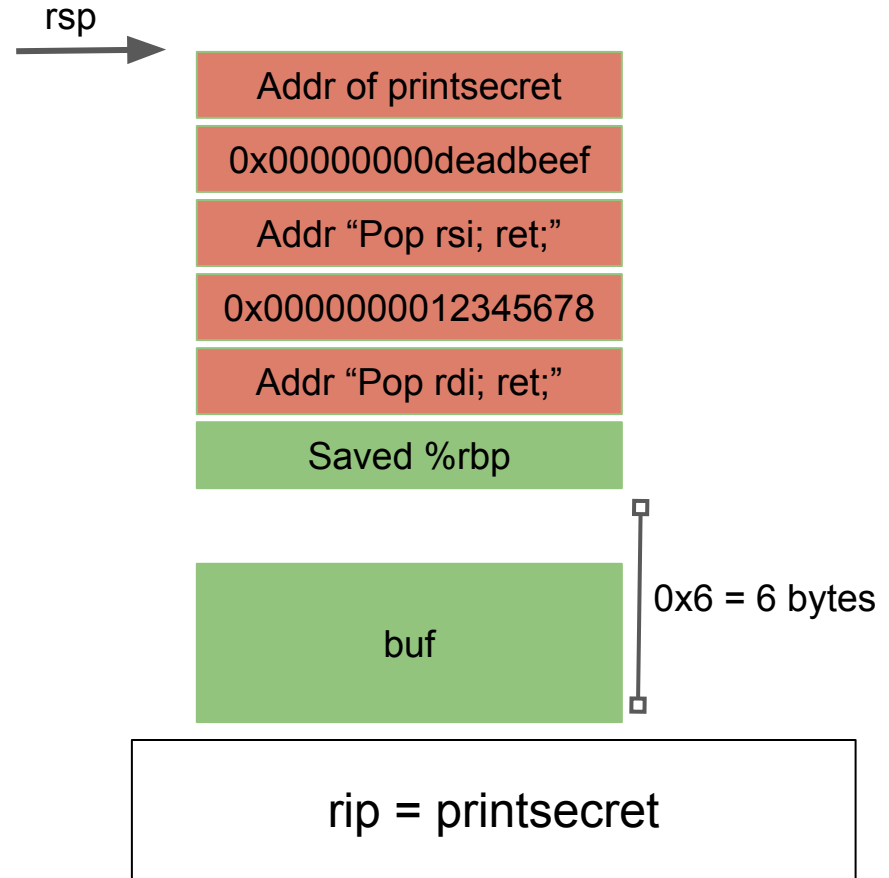 rsp
Addr of printsecret
0x00000000deadbeef
Addr “Pop rsi; ret;”
0x0000000012345678
Addr “Pop rdi; ret;”
Saved %rbp
0x6 = 6 bytes
buf
rip = printsecret